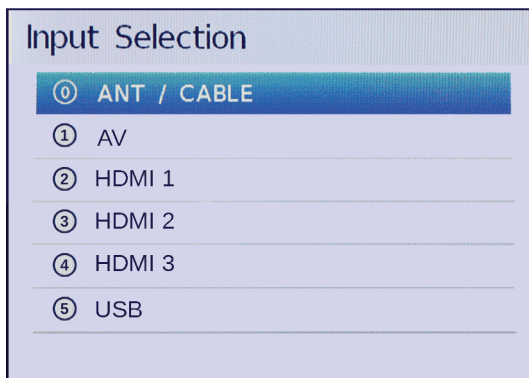 Input Selection
0 ANT / CABLE
1 AV
2 HDMI 1
3 HDMI 2
4 HDMI 3
5 USB